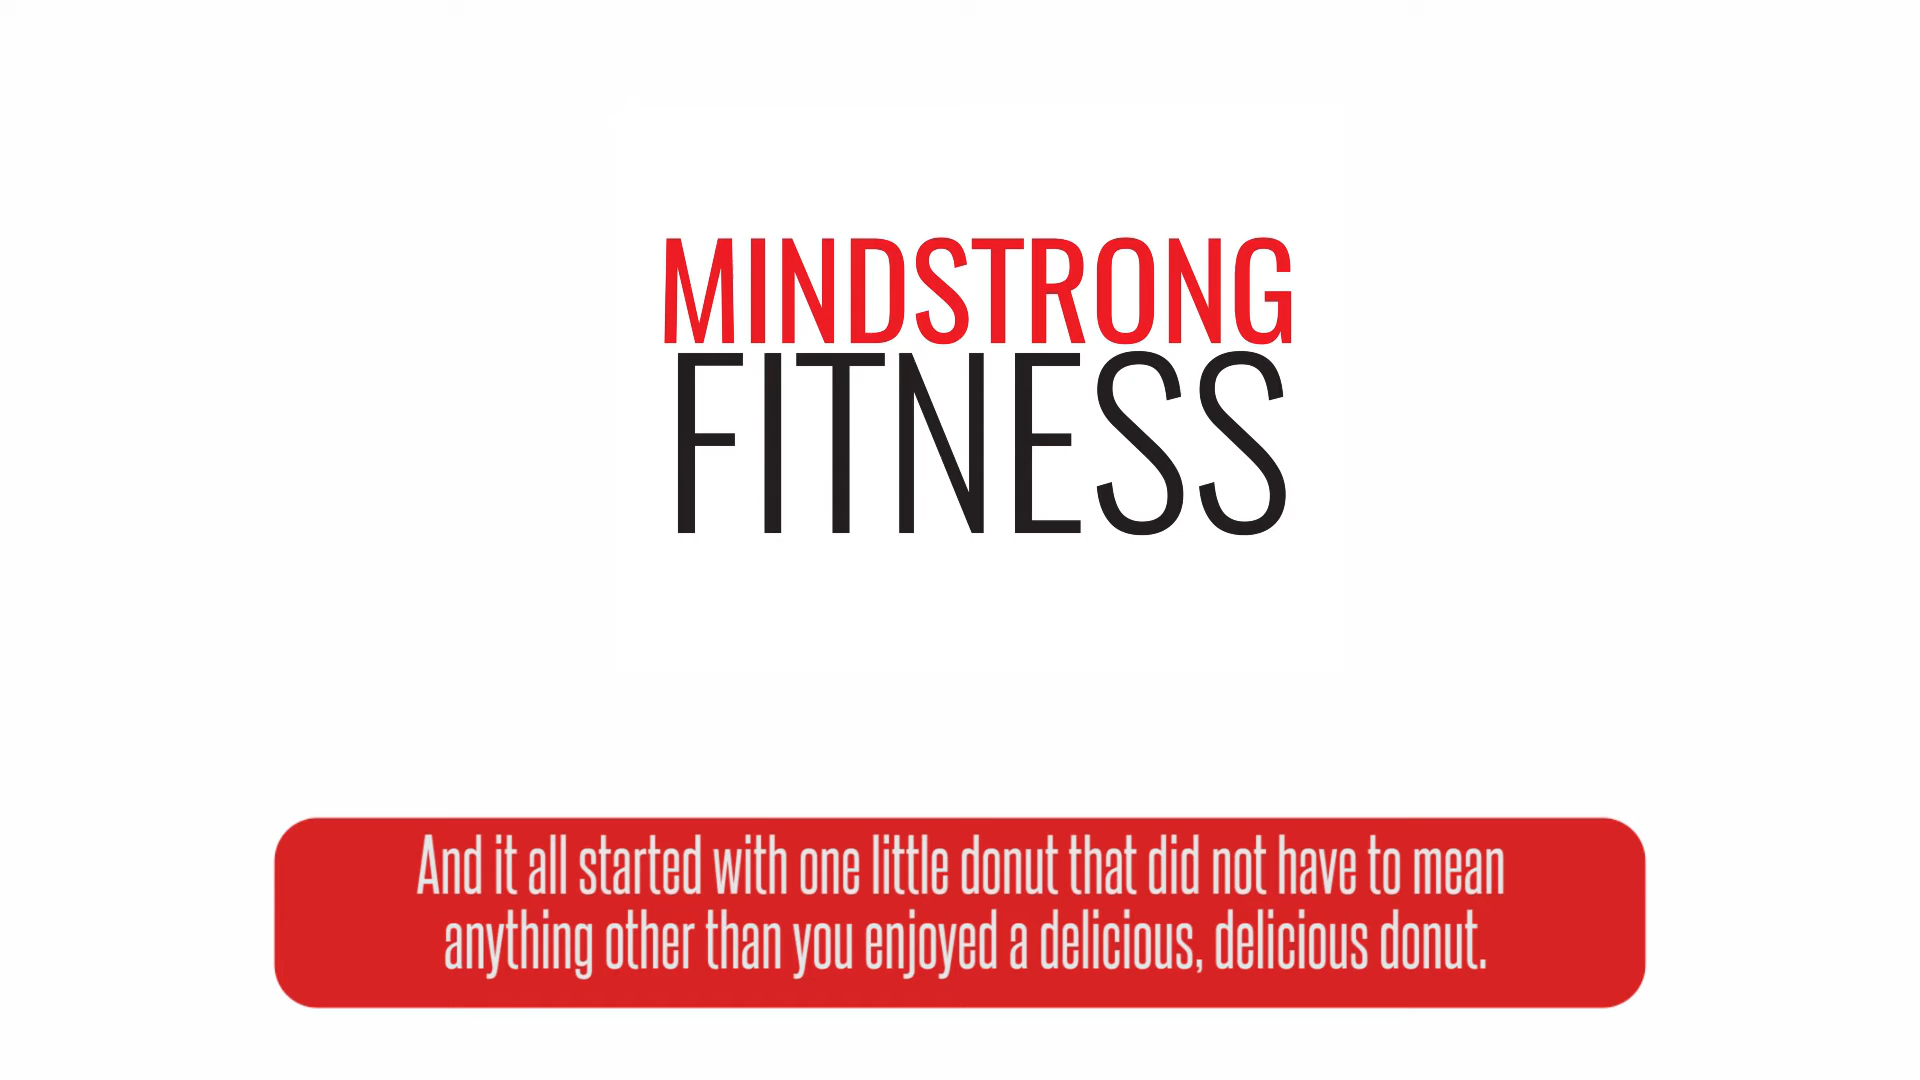 MINDSTRONG
FITNESS
And it all started with one little donut that did not have to mean
anything other than you enjoyed a delicious, delicious donut.